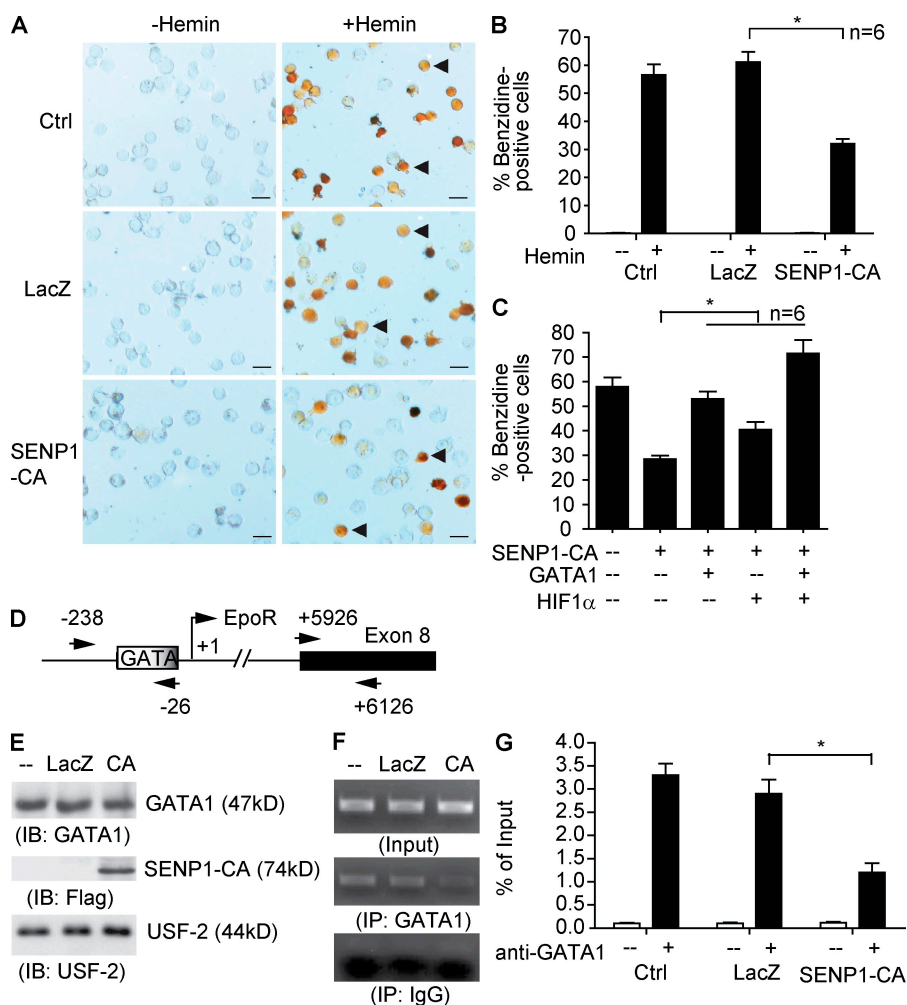 A
-Hemin +Hemin
Ctrl
LacZ
SENP1
-CA
B
* n=6
% Benzidine-
positive cells
70
60
50
40
30
20
10
0
Hemin -- + -- + -- +
Ctrl LacZ SENP1-CA
C
* n=6
% Benzidine
-positive cells
80
70
60
50
40
30
20
10
0
SENP1-CA -- + + + +
GATA1 -- -- + -- +
HIF1α -- -- -- + +
D
-238 EpoR +5926 Exon 8
GATA +1 //
-26 +6126
E
-- LacZ CA
GATA1 (47kD)
(IB: GATA1)
SENP1-CA (74kD)
(IB: Flag)
USF-2 (44kD)
(IB: USF-2)
F
-- LacZ CA
(Input)
(IP: GATA1)
(IP: IgG)
G
*
% of Input
4.0
3.5
3.0
2.5
2.0
1.5
1.0
0.5
0.0
anti-GATA1 -- + -- + -- +
Ctrl LacZ SENP1-CA